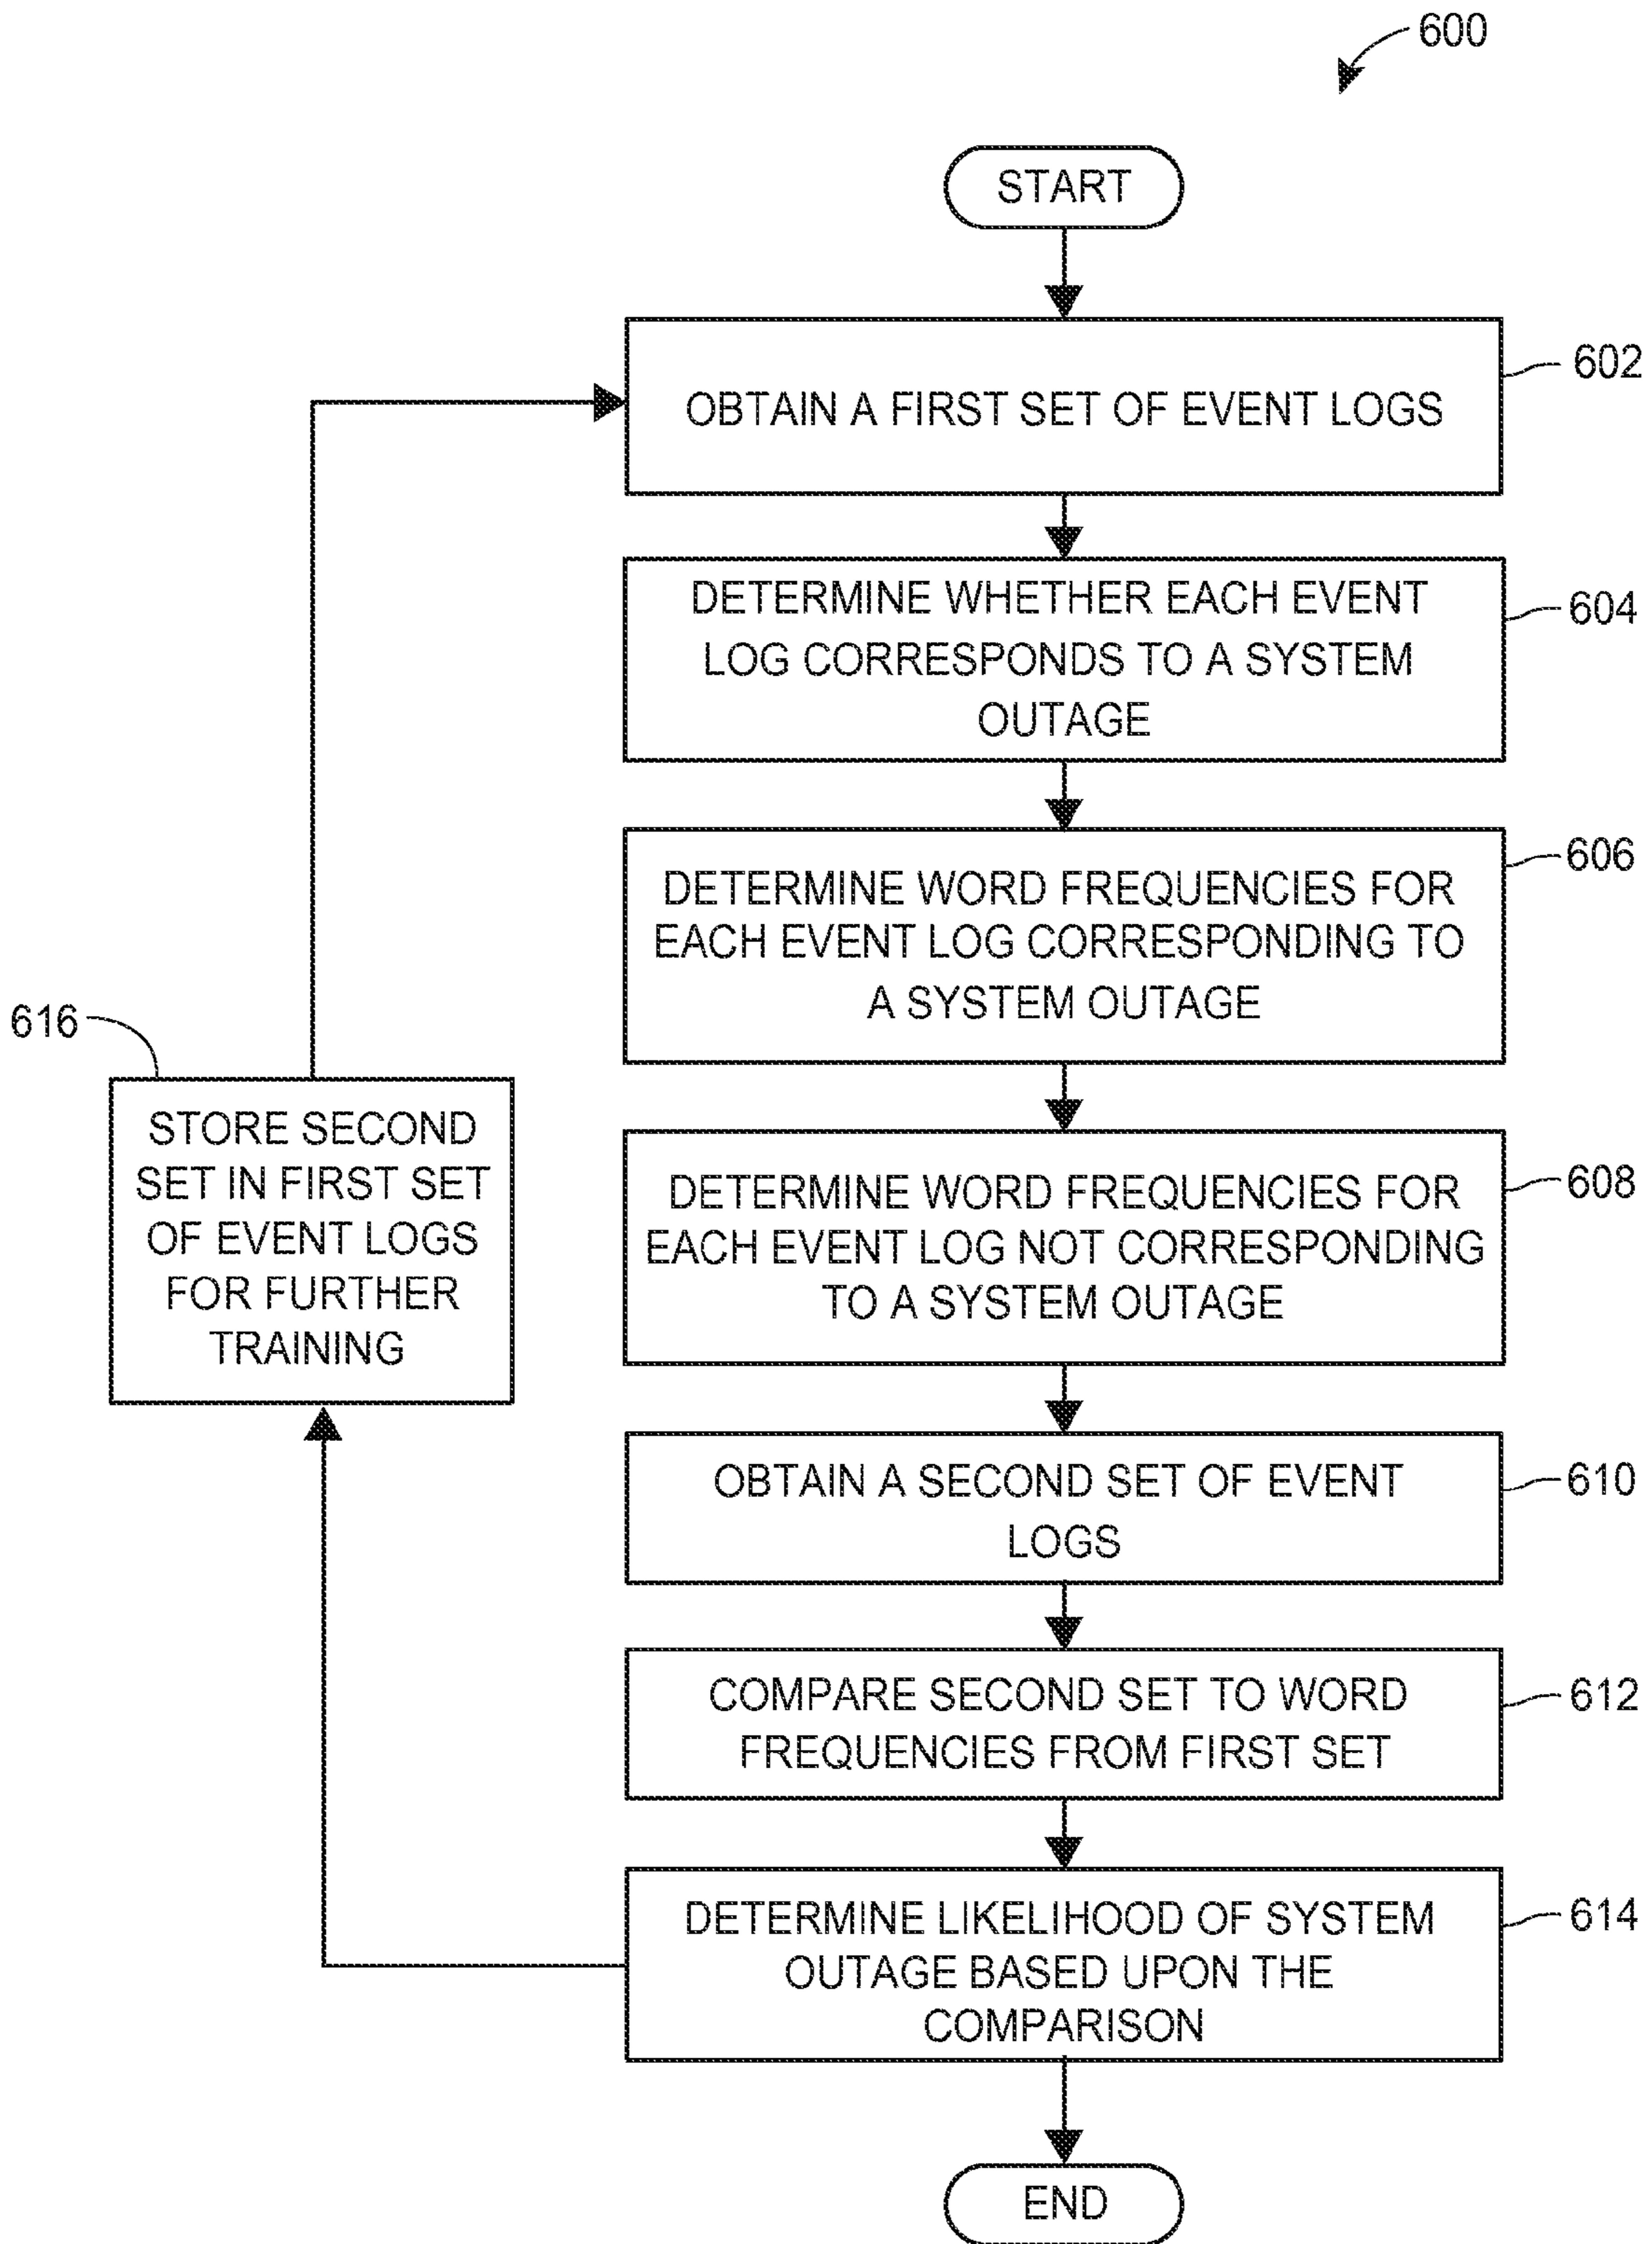 600
START
602
OBTAIN A FIRST SET OF EVENT LOGS
DETERMINE WHETHER EACH EVENT
LOG CORRESPONDS TO A SYSTEM
OUTAGE
604
606
DETERMINE WORD FREQUENCIES FOR
EACH EVENT LOG CORRESPONDING TO
A SYSTEM OUTAGE
616
STORE SECOND
SET IN FIRST SET
OF EVENT LOGS
FOR FURTHER
TRAINING
608
DETERMINE WORD FREQUENCIES FOR
EACH EVENT LOG NOT CORRESPONDING
TO A SYSTEM OUTAGE
610
OBTAIN A SECOND SET OF EVENT
LOGS
612
COMPARE SECOND SET TO WORD
FREQUENCIES FROM FIRST SET
614
DETERMINE LIKELIHOOD OF SYSTEM
OUTAGE BASED UPON THE
COMPARISON
END